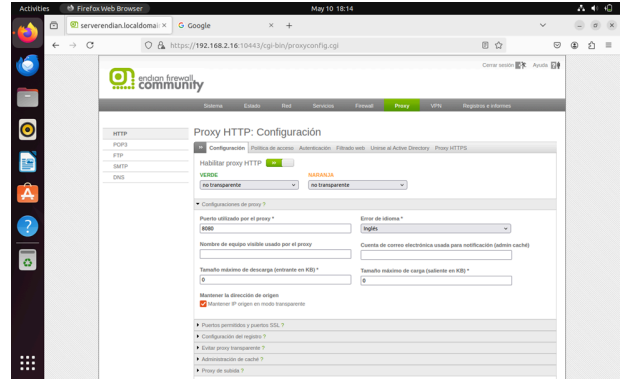 Activities Firefox Web Browser May 10 18:14
serverendian.localdomai × G Google × +
https://192.168.2.16:10443/cgi-bin/proxyconfig.cgi
Cerrar sesión Ayuda
endian firewall
community
Sistema Estado Red Servicios Firewall Proxy VPN Registros e informes
HTTP
POP3
FTP
SMTP
DNS
Proxy HTTP: Configuración
Configuración Política de acceso Autenticación Filtrado web Unirse al Active Directory Proxy HTTPS
Habilitar proxy HTTP
VERDE NARANJA
no transparente no transparente
Configuraciones de proxy ?
Puerto utilizado por el proxy * Error de idioma *
8080 Inglés
Nombre de equipo visible usado por el proxy Cuenta de correo electrónica usada para notificación (admin caché)
Tamaño máximo de descarga (entrante en KB) * Tamaño máximo de carga (saliente en KB) *
0 0
Mantener la dirección de origen
Mantener IP origen en modo transparente
Puertos permitidos y puertos SSL ?
Configuración del registro ?
Evitar proxy transparente ?
Administración de caché ?
Proxy de subida ?